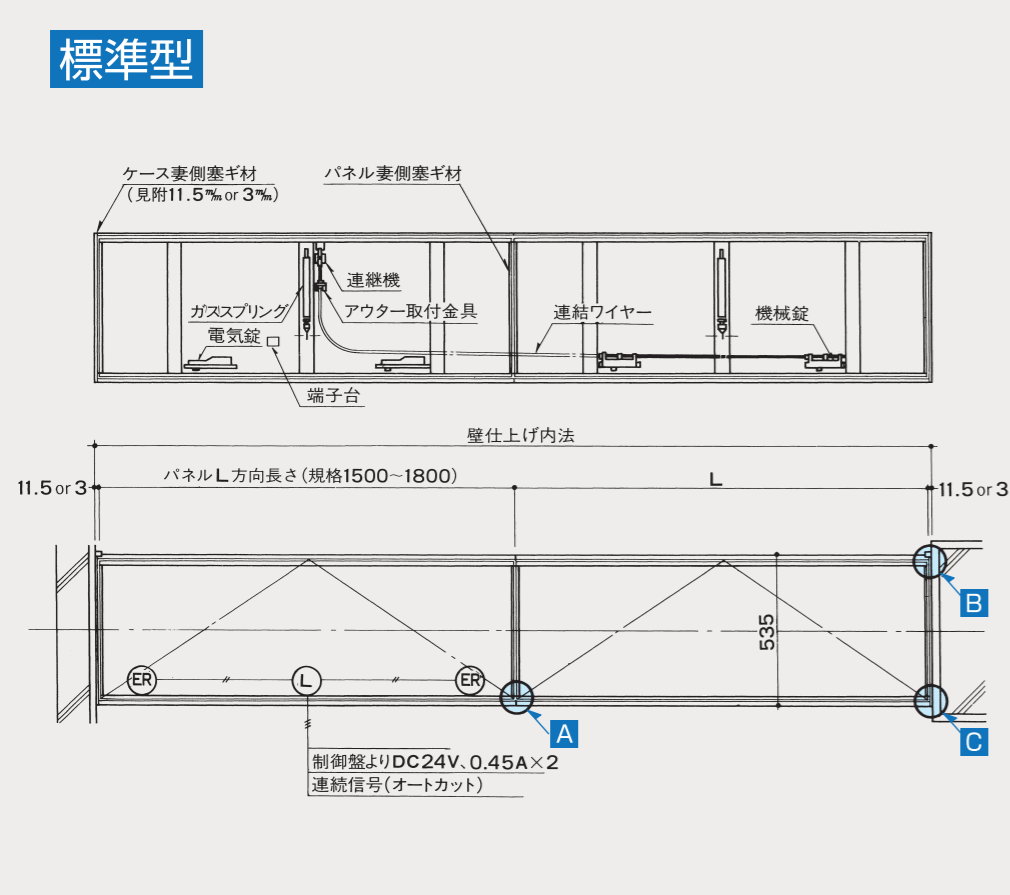 標準型
ケース妻側塞ギ材
（見附11.5㎜or 3㎜）
パネル妻側塞ギ材
連継機
ガススプリング
アウター取付金具
連結ワイヤー
機械錠
電気錠
端子台
壁仕上げ内法
パネルL方向長さ（規格1500～1800）
L
11.5 or 3
11.5 or 3
B
535
ER
L
ER
A
C
制御盤よりDC24V、0.45A×2
連続信号（オートカット）